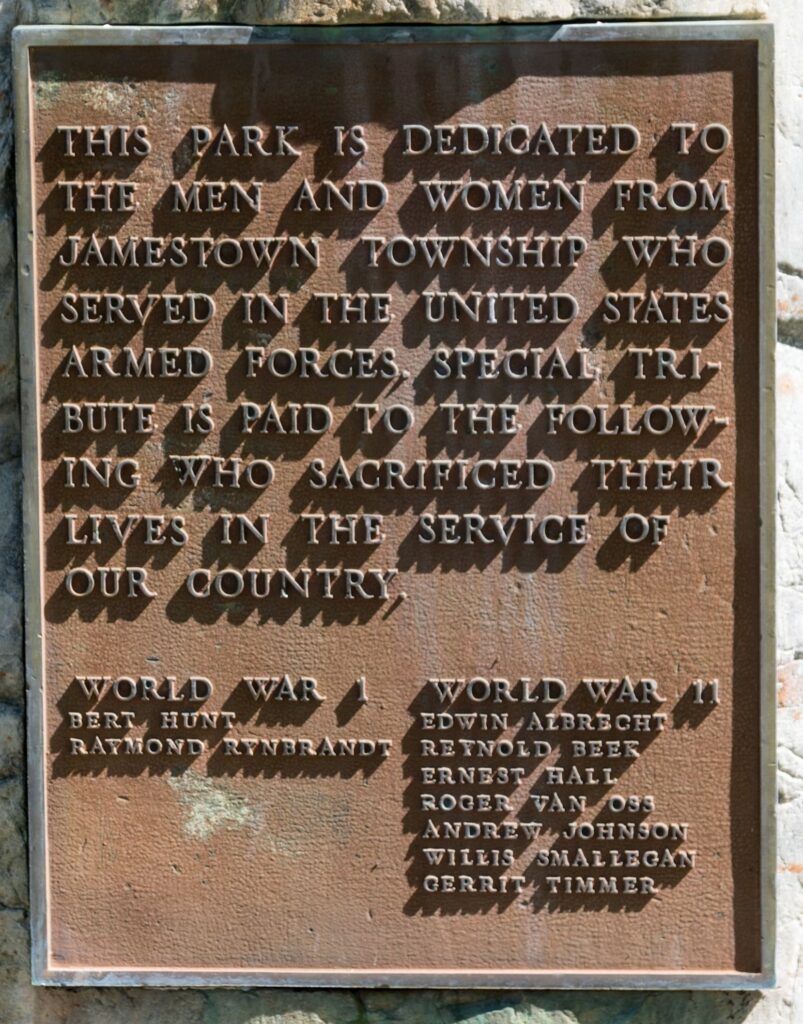 THIS PARK IS DEDICATED TO
THE MEN AND WOMEN FROM
JAMESTOWN TOWNSHIP WHO
SERVED IN THE UNITED STATES
ARMED FORCES. SPECIAL TRI-
BUTE IS PAID TO THE FOLLOW-
ING WHO SACRIFICED THEIR
LIVES IN THE SERVICE OF
OUR COUNTRY.
WORLD WAR I
BERT HUNT
RAYMOND RYNBRANDT
WORLD WAR II
EDWIN ALBRECHT
REYNOLD BEEK
ERNEST HALL
ROGER VAN OSS
ANDREW JOHNSON
WILLIS SMALLEGAN
GERRIT TIMMER